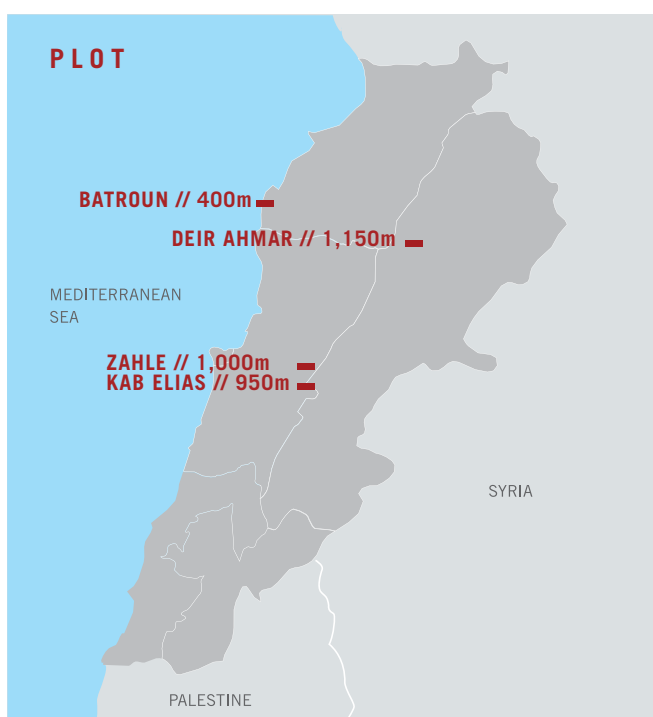 PLOT
BATROUN // 400m
DEIR AHMAR // 1,150m
MEDITERRANEAN
SEA
ZAHLE // 1,000m
KAB ELIAS // 950m
SYRIA
PALESTINE